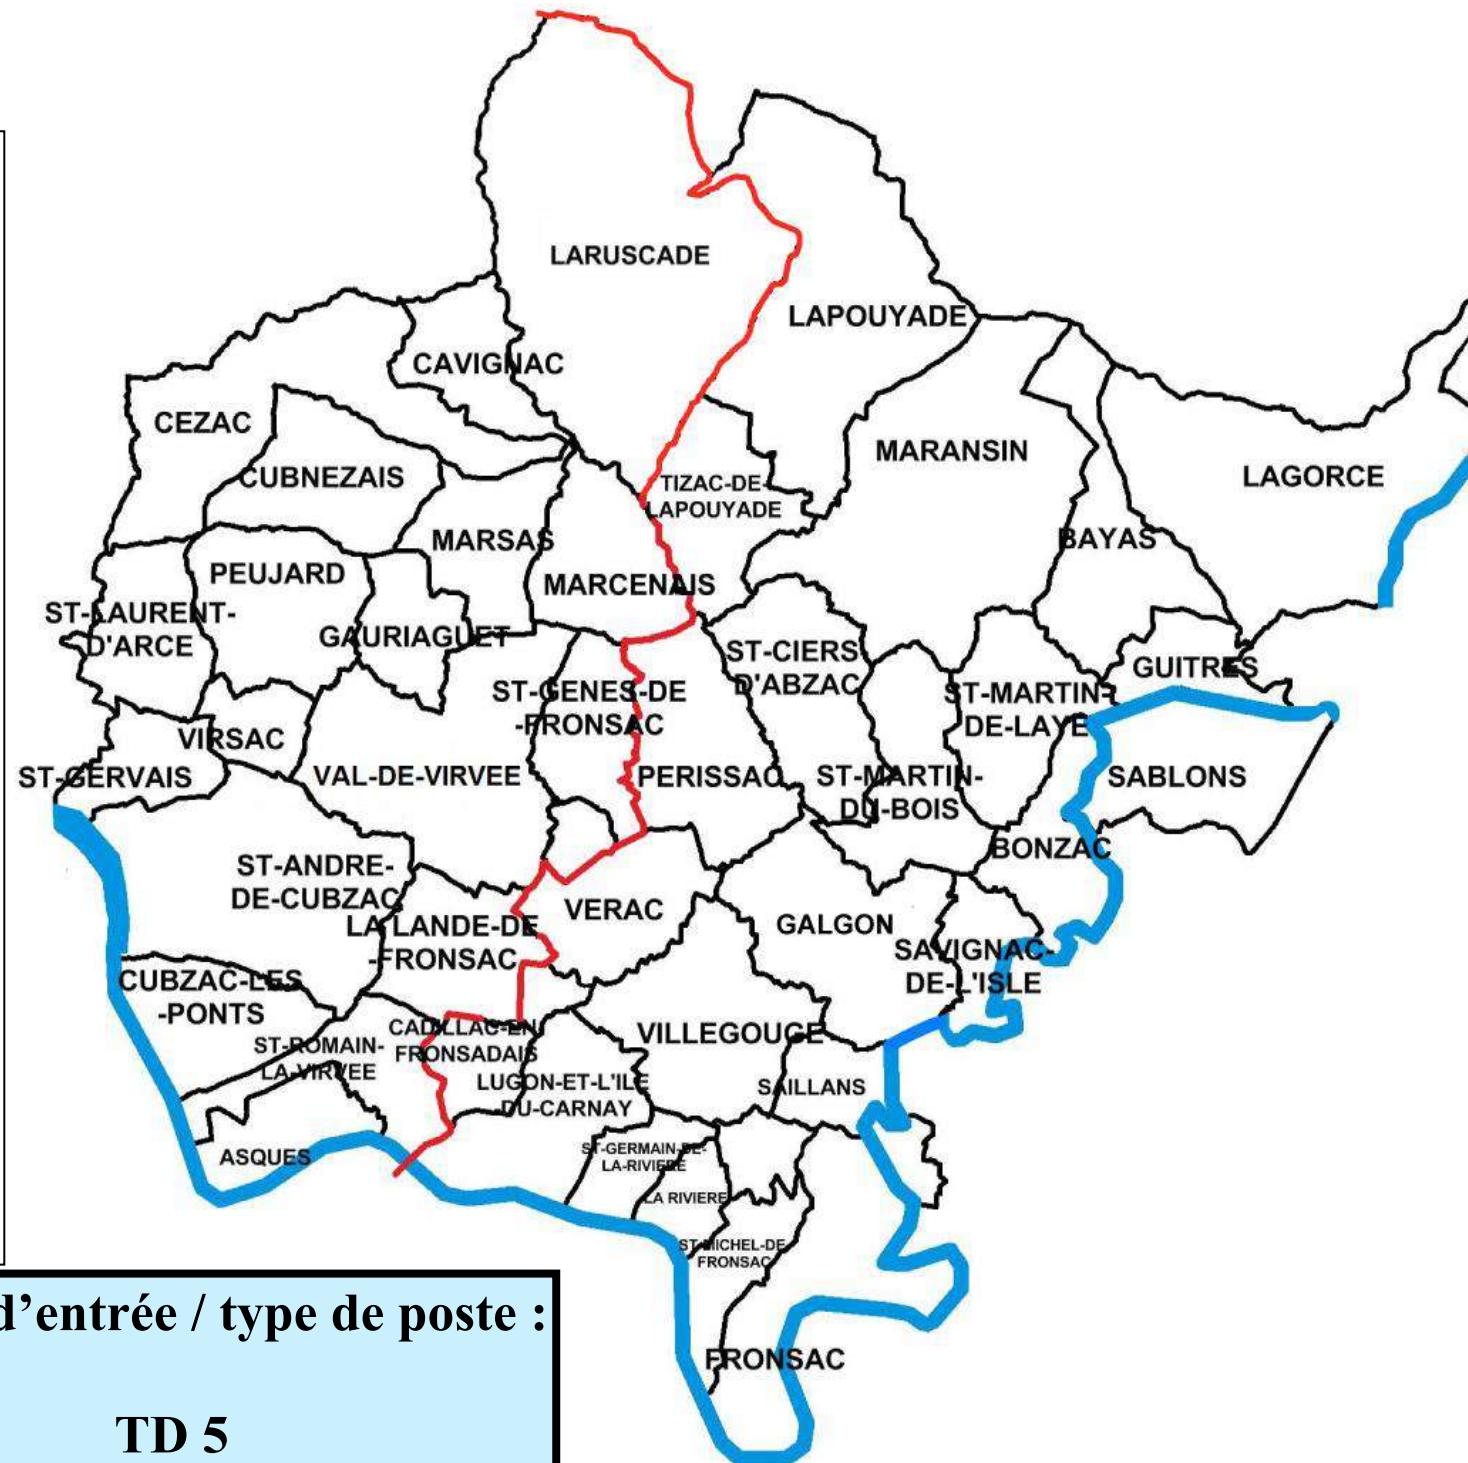 LARUSCADE
LAPOUYADE
CAVIGNAC
CEZAC
MARANSIN
CUBNEZAIS
LAGORCE
TIZAC-DE-
LAPOUYADE
MARSAS
BAYAS
PEUJARD
MARCENAIS
ST-LAURENT-
D'ARCE
GAURIAGUET
ST-CIERS
D'ABZAC
GUITRES
ST-GENES-DE
-FRONSAC
ST-MARTIN-
DE-LAYE
VIRSAC
ST-GERVAIS
VAL-DE-VIRVEE
PERISSAC
ST-MARTIN-
DU-BOIS
SABLONS
BONZAC
ST-ANDRE-
DE-CUBZAC
LA LANDE-DE
-FRONSAC
VERAC
GALGON
SAVIGNAC-
DE-L'ISLE
CUBZAC-LES
-PONTS
CADILLAC-EN
FRONSADAIS
VILLEGOUGE
ST-ROMAIN-
LA-VIRVEE
LUGON-ET-L'ILE
-DU-CARNAY
SAILLANS
ASQUES
ST-GERMAIN-DE-
LA-RIVIERE
LA RIVIERE
ST-MICHEL-DE-
FRONSAC
FRONSAC
d'entrée / type de poste :
TD 5